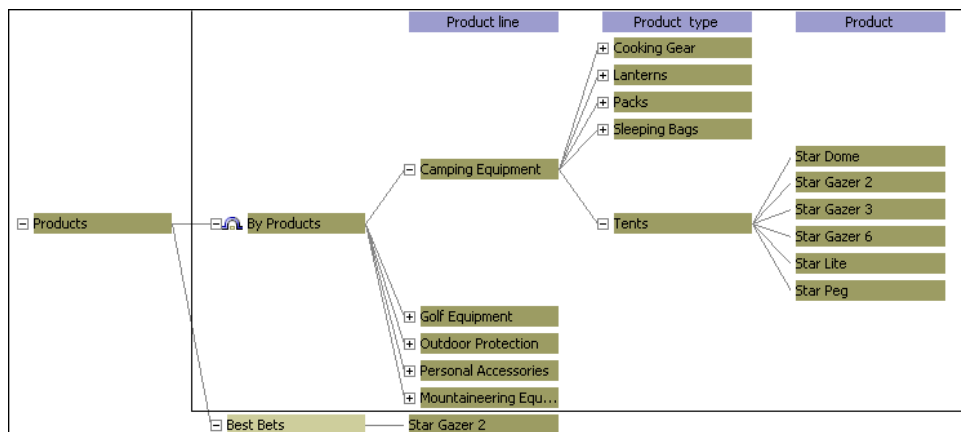 Product line
Product type
Product
Cooking Gear
Lanterns
Packs
Sleeping Bags
Camping Equipment
Star Dome
Star Gazer 2
Star Gazer 3
Products
By Products
Tents
Star Gazer 6
Star Lite
Star Peg
Golf Equipment
Outdoor Protection
Personal Accessories
Mountaineering Equ...
Best Bets
Star Gazer 2